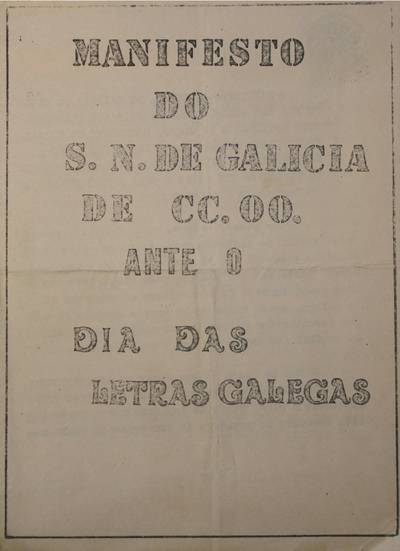 MANIFESTO
DO
S. N. DE GALICIA
DE CC. OO.
ANTE O
DIA DAS
LETRAS GALEGAS